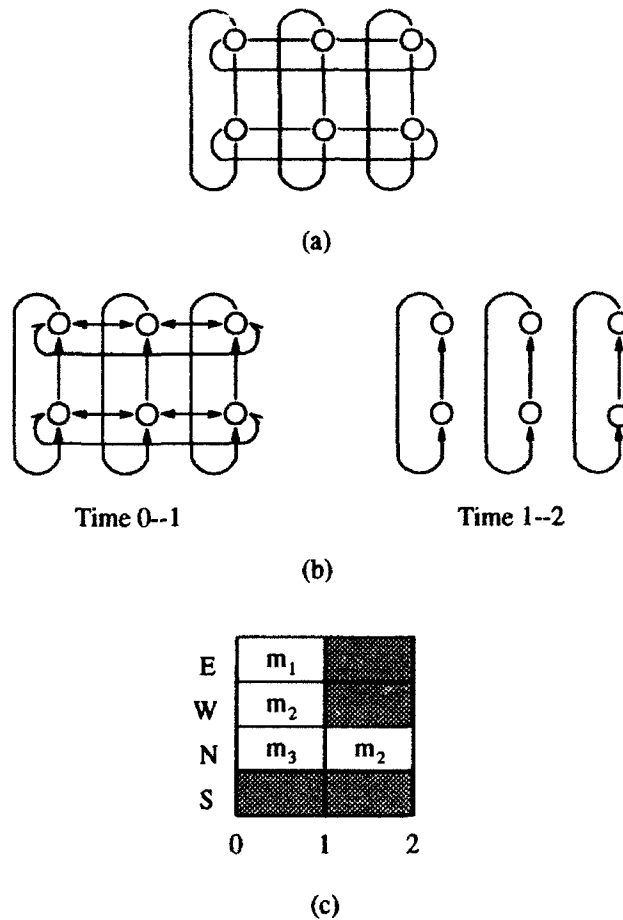 (a)
Time 0--1
Time 1--2
(b)
E m₁
W m₂
N m₃ m₂
S
0 1 2
(c)